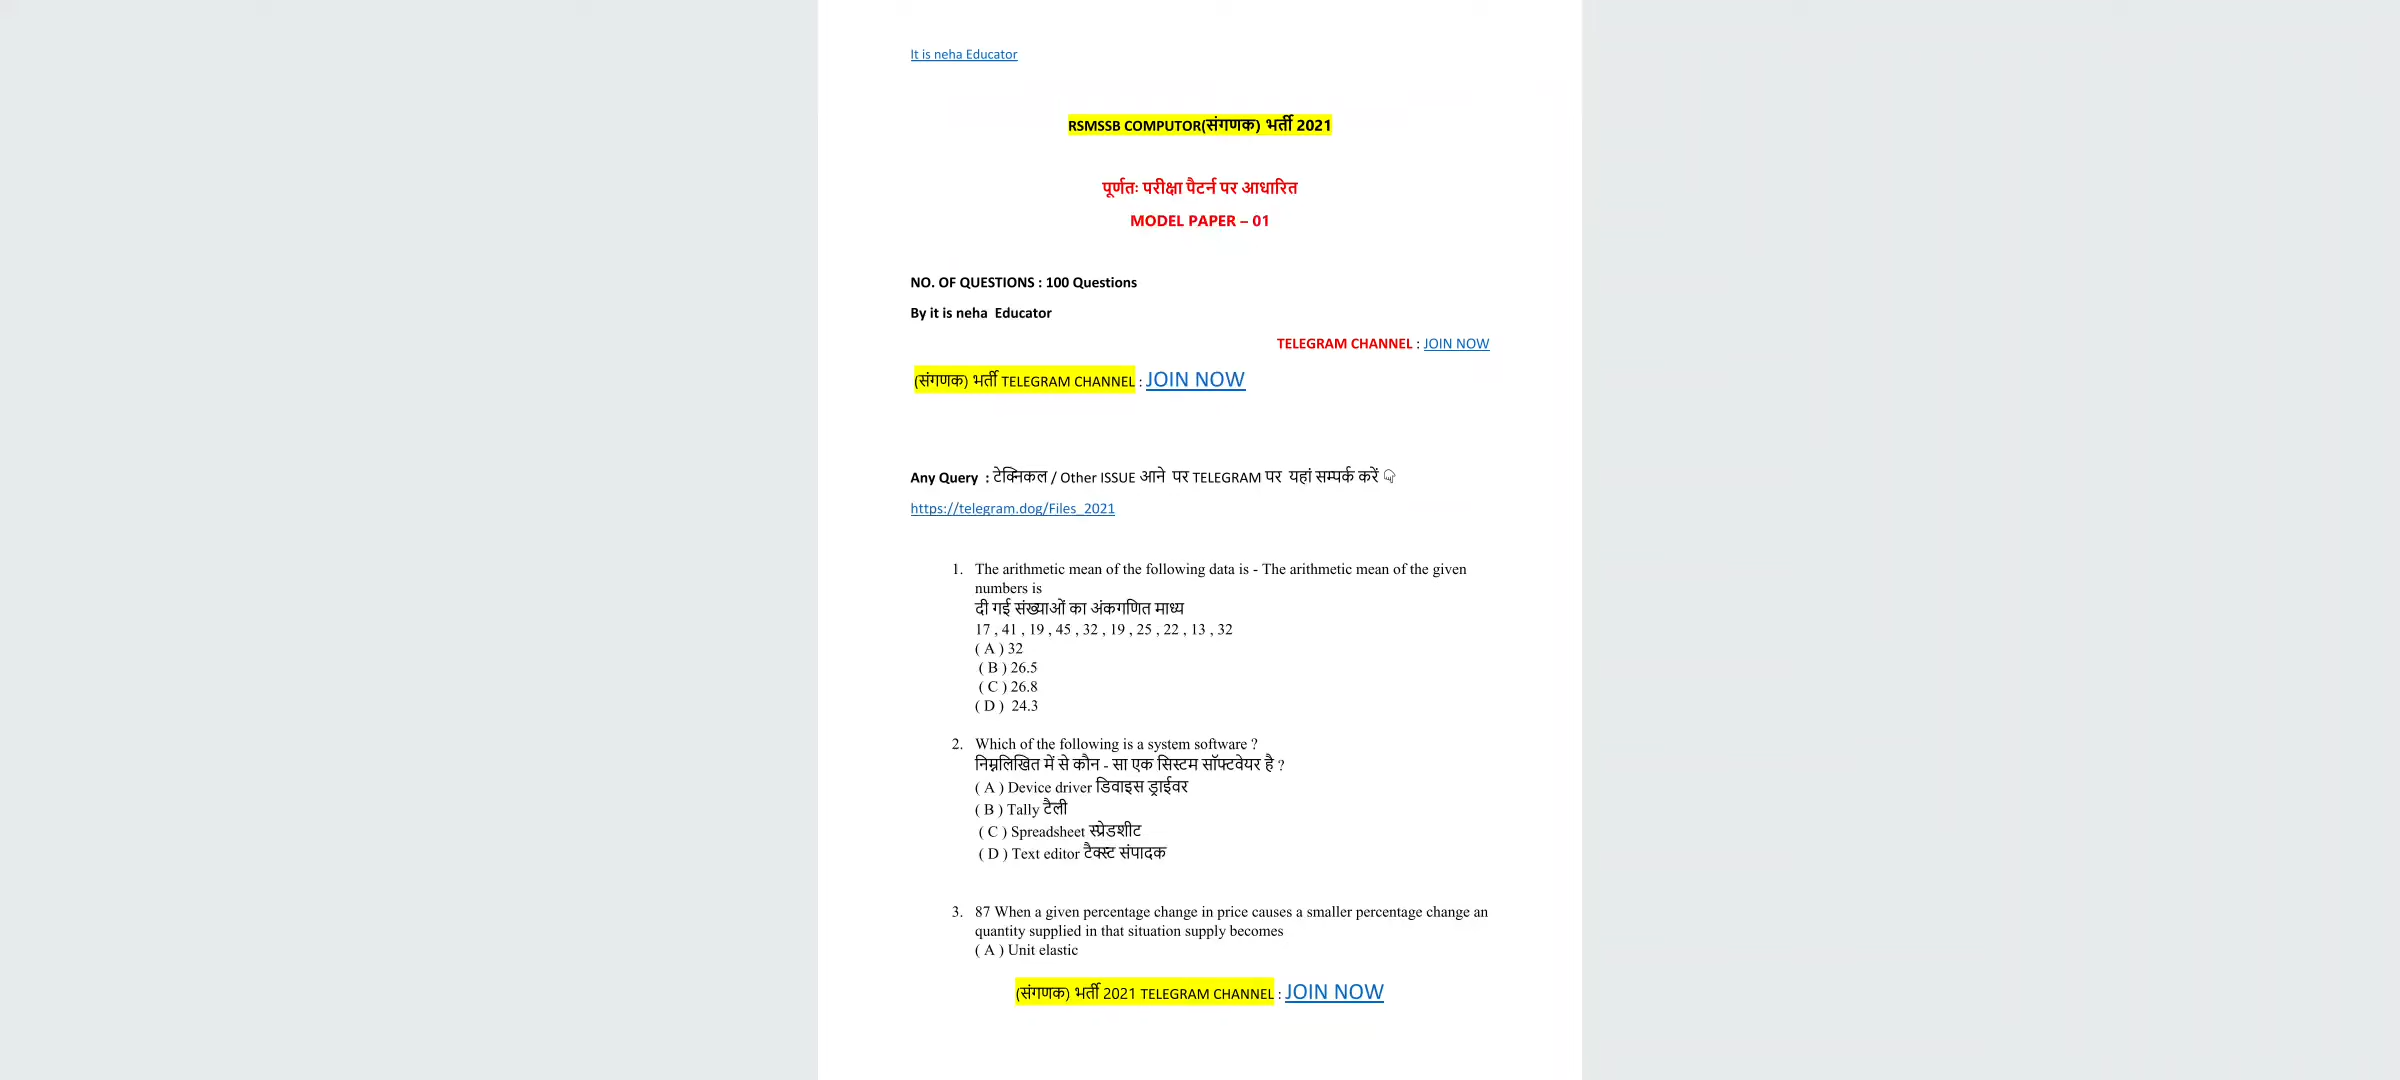 It is neha Educator
RSMSSB COMPUTOR(संगणक) भर्ती 2021
पूर्णतः परीक्षा पैटर्न पर आधारित
MODEL PAPER – 01
NO. OF QUESTIONS : 100 Questions
By it is neha  Educator
TELEGRAM CHANNEL : JOIN NOW
(संगणक) भर्ती TELEGRAM CHANNEL : JOIN NOW
Any Query  : टेक्निकल / Other ISSUE आने  पर TELEGRAM पर  यहां सम्पर्क करें 👇
https://telegram.dog/Files_2021
1. The arithmetic mean of the following data is - The arithmetic mean of the given
numbers is
दी गई संख्याओं का अंकगणित माध्य
17 , 41 , 19 , 45 , 32 , 19 , 25 , 22 , 13 , 32
( A ) 32
( B ) 26.5
( C ) 26.8
( D )  24.3
2. Which of the following is a system software ?
निम्नलिखित में से कौन - सा एक सिस्टम सॉफ्टवेयर है ?
( A ) Device driver डिवाइस ड्राईवर
( B ) Tally टैली
( C ) Spreadsheet स्प्रेडशीट
( D ) Text editor टैक्स्ट संपादक
3. 87 When a given percentage change in price causes a smaller percentage change an
quantity supplied in that situation supply becomes
( A ) Unit elastic
(संगणक) भर्ती 2021 TELEGRAM CHANNEL : JOIN NOW